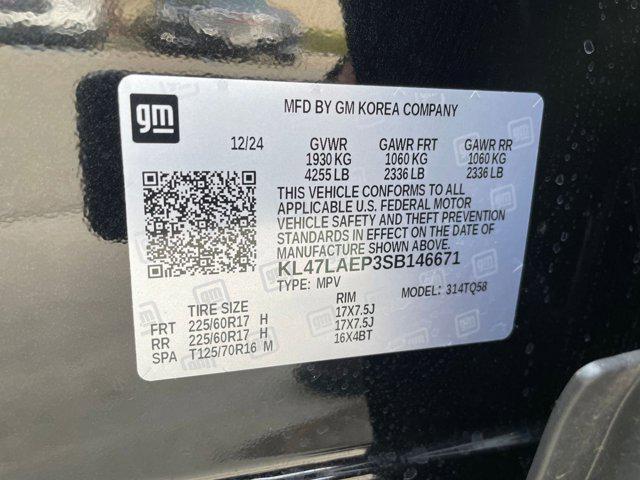 gm
MFD BY GM KOREA COMPANY
12/24 GVWR GAWR FRT GAWR RR
1930 KG 1060 KG 1060 KG
4255 LB 2336 LB 2336 LB
THIS VEHICLE CONFORMS TO ALL
APPLICABLE U.S. FEDERAL MOTOR
VEHICLE SAFETY AND THEFT PREVENTION
STANDARDS IN EFFECT ON THE DATE OF
MANUFACTURE SHOWN ABOVE.
KL47LAEP3SB146671
TYPE: MPV MODEL: 314TQ58
TIRE SIZE RIM
FRT 225/60R17 H 17X7.5J
RR 225/60R17 H 17X7.5J
SPA T125/70R16 M 16X4BT